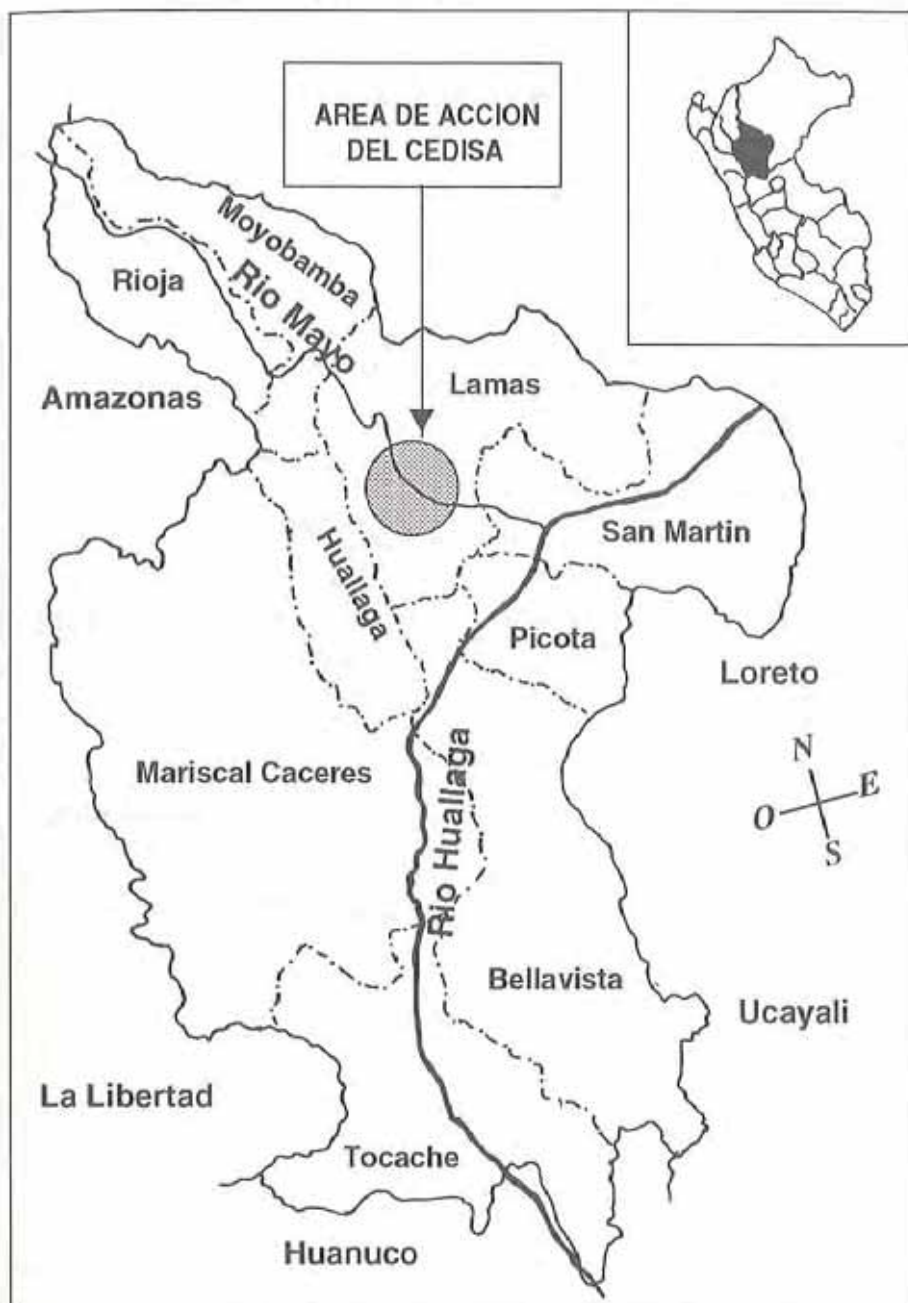 AREA DE ACCION
DEL CEDISA
Moyobamba
Rioja
Rio Mayo
Amazonas
Lamas
San Martin
Huallaga
Picota
Loreto
Mariscal Caceres
Rio Huallaga
N
O
E
S
Bellavista
Ucayali
La Libertad
Tocache
Huanuco